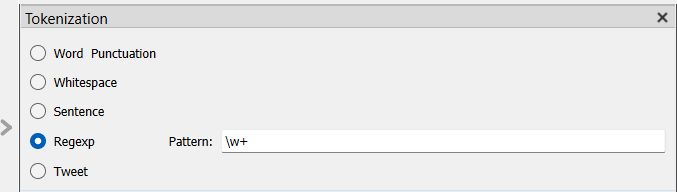 Tokenization
Word Punctuation
Whitespace
Sentence
Regexp Pattern: \w+
Tweet